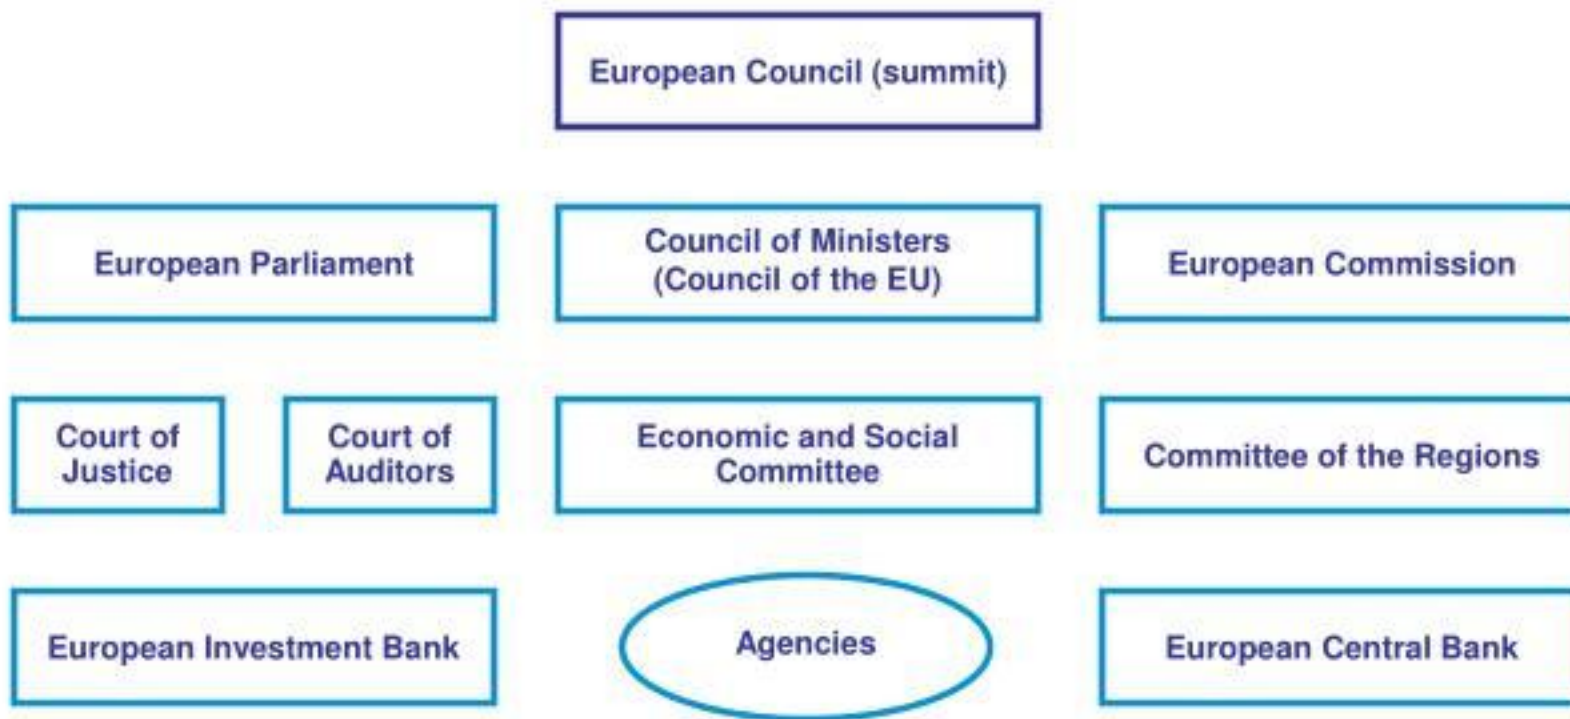 European Council (summit)
European Parliament
Council of Ministers
(Council of the EU)
European Commission
Court of
Justice
Court of
Auditors
Economic and Social
Committee
Committee of the Regions
European Investment Bank
Agencies
European Central Bank